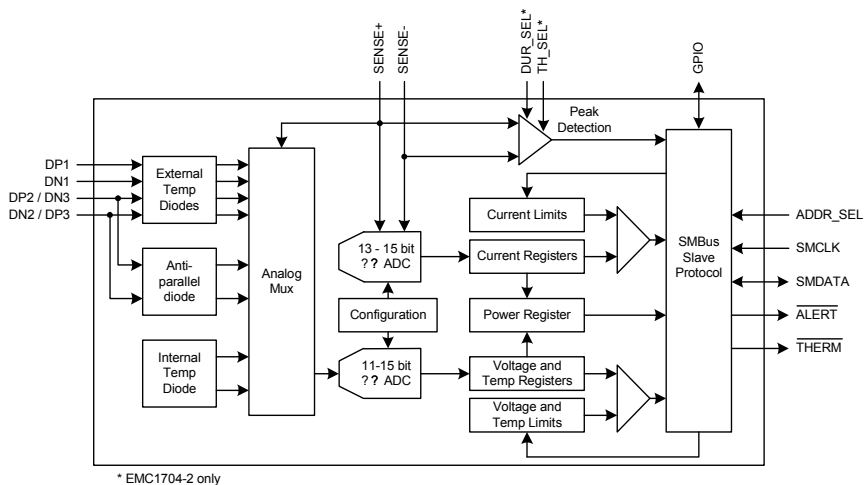 SENSE+
SENSE-
DUR_SEL*
TH_SEL*
GPIO
Peak
Detection
DP1
DN1
DP2 / DN3
DN2 / DP3
External
Temp
Diodes
Anti-
parallel
diode
Internal
Temp
Diode
Analog
Mux
13 - 15 bit
?? ADC
Configuration
11-15 bit
?? ADC
Current Limits
Current Registers
Power Register
Voltage and
Temp Registers
Voltage and
Temp Limits
SMBus
Slave
Protocol
ADDR_SEL
SMCLK
SMDATA
ALERT
THERM
* EMC1704-2 only